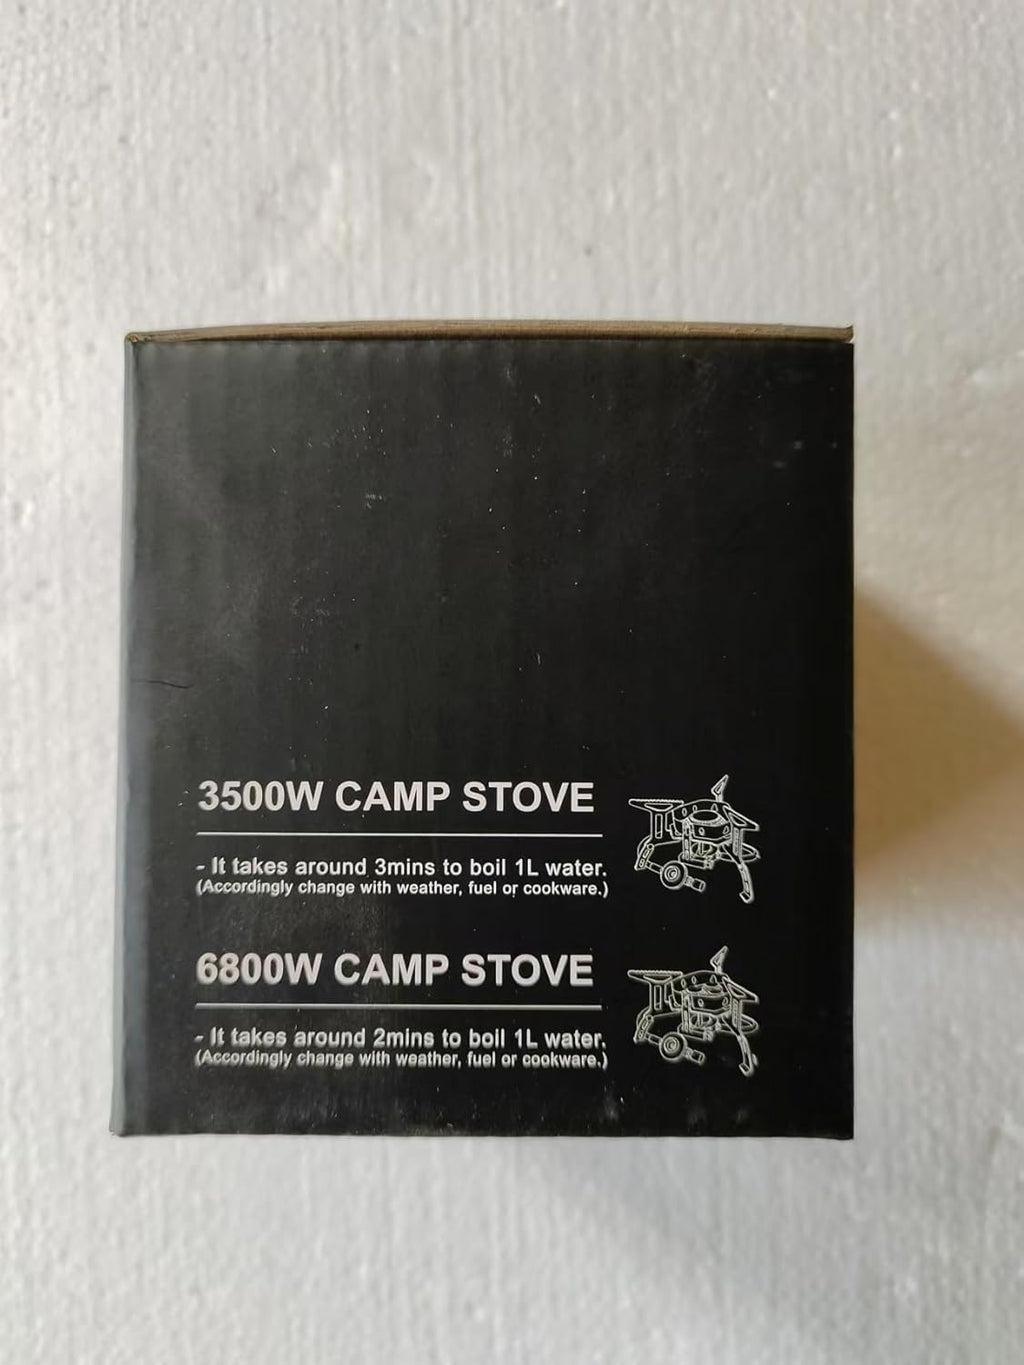 3500W CAMP STOVE
- It takes around 3mins to boil 1L water.
(Accordingly change with weather, fuel or cookware.)
6800W CAMP STOVE
- It takes around 2mins to boil 1L water.
(Accordingly change with weather, fuel or cookware.)